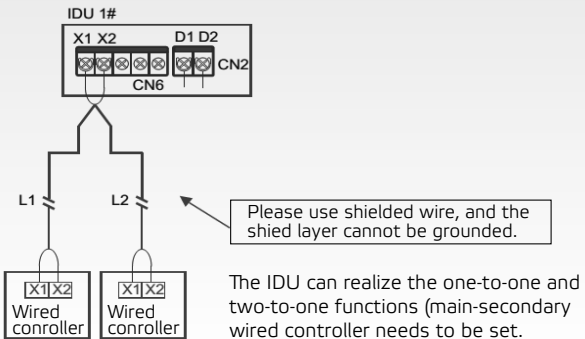 IDU 1#
X1 X2
D1 D2
CN2
CN6
L1
L2
Please use shielded wire, and the
shied layer cannot be grounded.
X1 X2
Wired
conroller
X1 X2
Wired
conroller
The IDU can realize the one-to-one and
two-to-one functions (main-secondary
wired controller needs to be set.